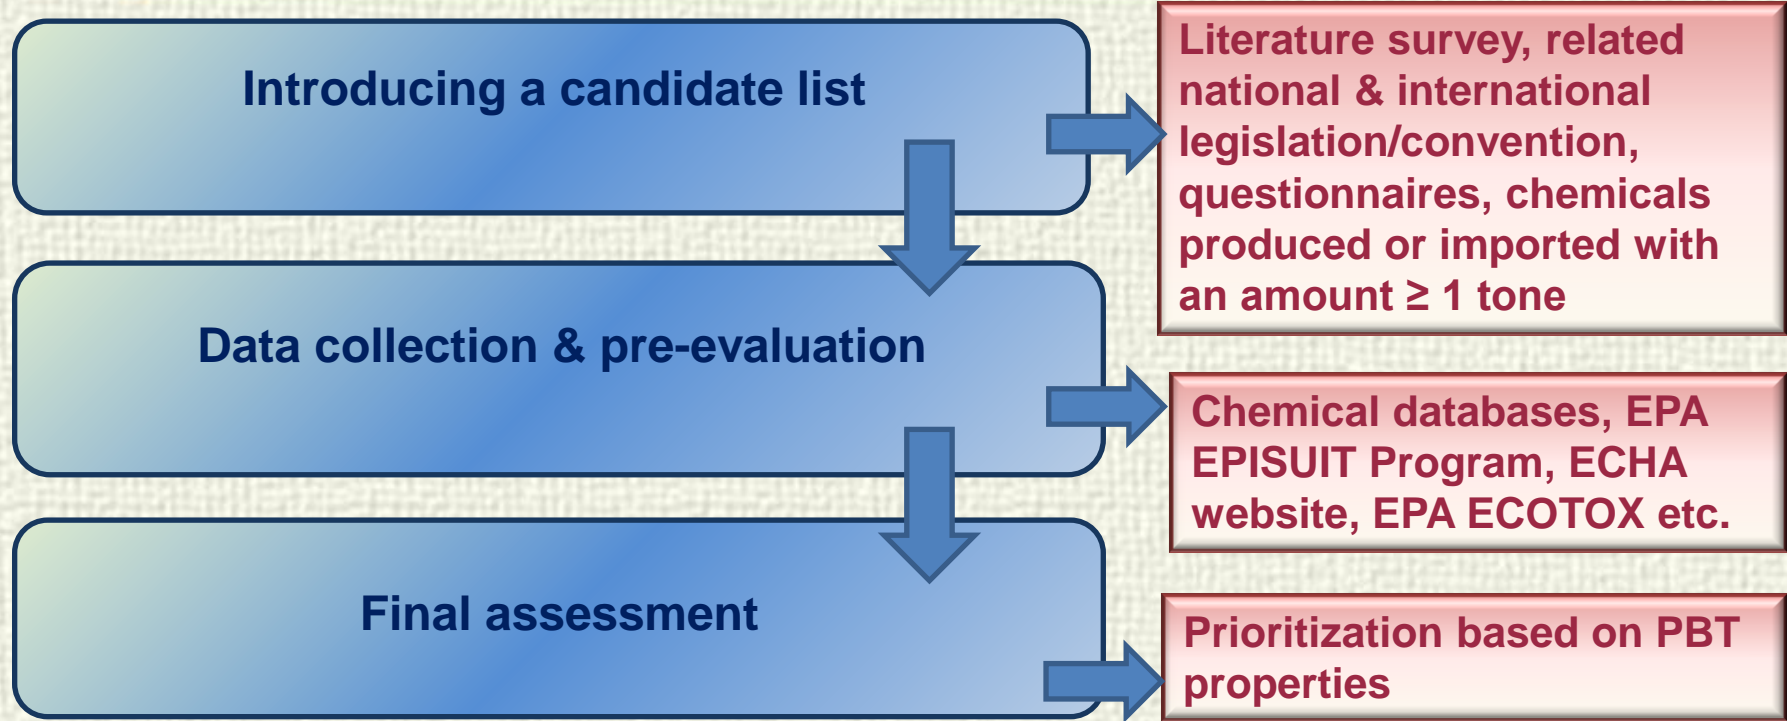 Introducing a candidate list
Literature survey, related
national & international
legislation/convention,
questionnaires, chemicals
produced or imported with
an amount ≥ 1 tone
Data collection & pre-evaluation
Chemical databases, EPA
EPISUIT Program, ECHA
website, EPA ECOTOX etc.
Final assessment
Prioritization based on PBT
properties